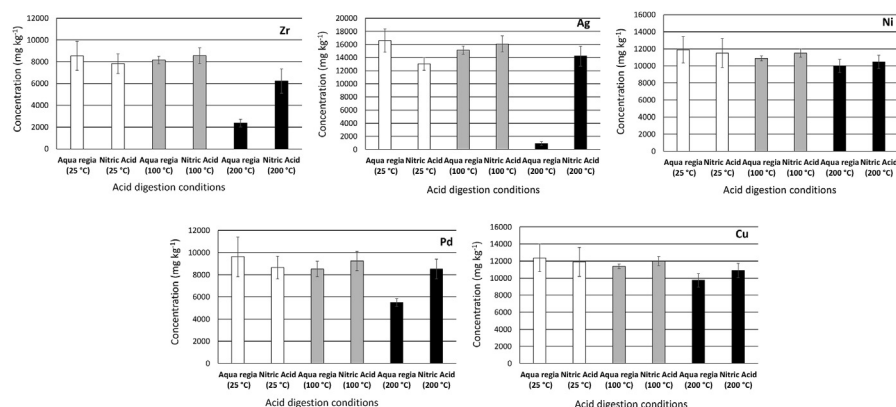 Zr
Concentration (mg kg⁻¹)
12000
10000
8000
6000
4000
2000
0
Aqua regia Nitric Acid Aqua regia Nitric Acid Aqua regia Nitric Acid
(25 °C) (25 °C) (100 °C) (100 °C) (200 °C) (200 °C)
Acid digestion conditions
Ag
Concentration (mg kg⁻¹)
20000
18000
16000
14000
12000
10000
8000
6000
4000
2000
0
Aqua regia Nitric Acid Aqua regia Nitric Acid Aqua regia Nitric Acid
(25 °C) (25 °C) (100 °C) (100 °C) (200 °C) (200 °C)
Acid digestion conditions
Ni
Concentration (mg kg⁻¹)
16000
14000
12000
10000
8000
6000
4000
2000
0
Aqua regia Nitric Acid Aqua regia Nitric Acid Aqua regia Nitric Acid
(25 °C) (25 °C) (100 °C) (100 °C) (200 °C) (200 °C)
Acid digestion conditions
Pd
Concentration (mg kg⁻¹)
12000
10000
8000
6000
4000
2000
0
Aqua regia Nitric Acid Aqua regia Nitric Acid Aqua regia Nitric Acid
(25 °C) (25 °C) (100 °C) (100 °C) (200 °C) (200 °C)
Acid digestion conditions
Cu
Concentration (mg kg⁻¹)
16000
14000
12000
10000
8000
6000
4000
2000
0
Aqua regia Nitric Acid Aqua regia Nitric Acid Aqua regia Nitric Acid
(25 °C) (25 °C) (100 °C) (100 °C) (200 °C) (200 °C)
Acid digestion conditions